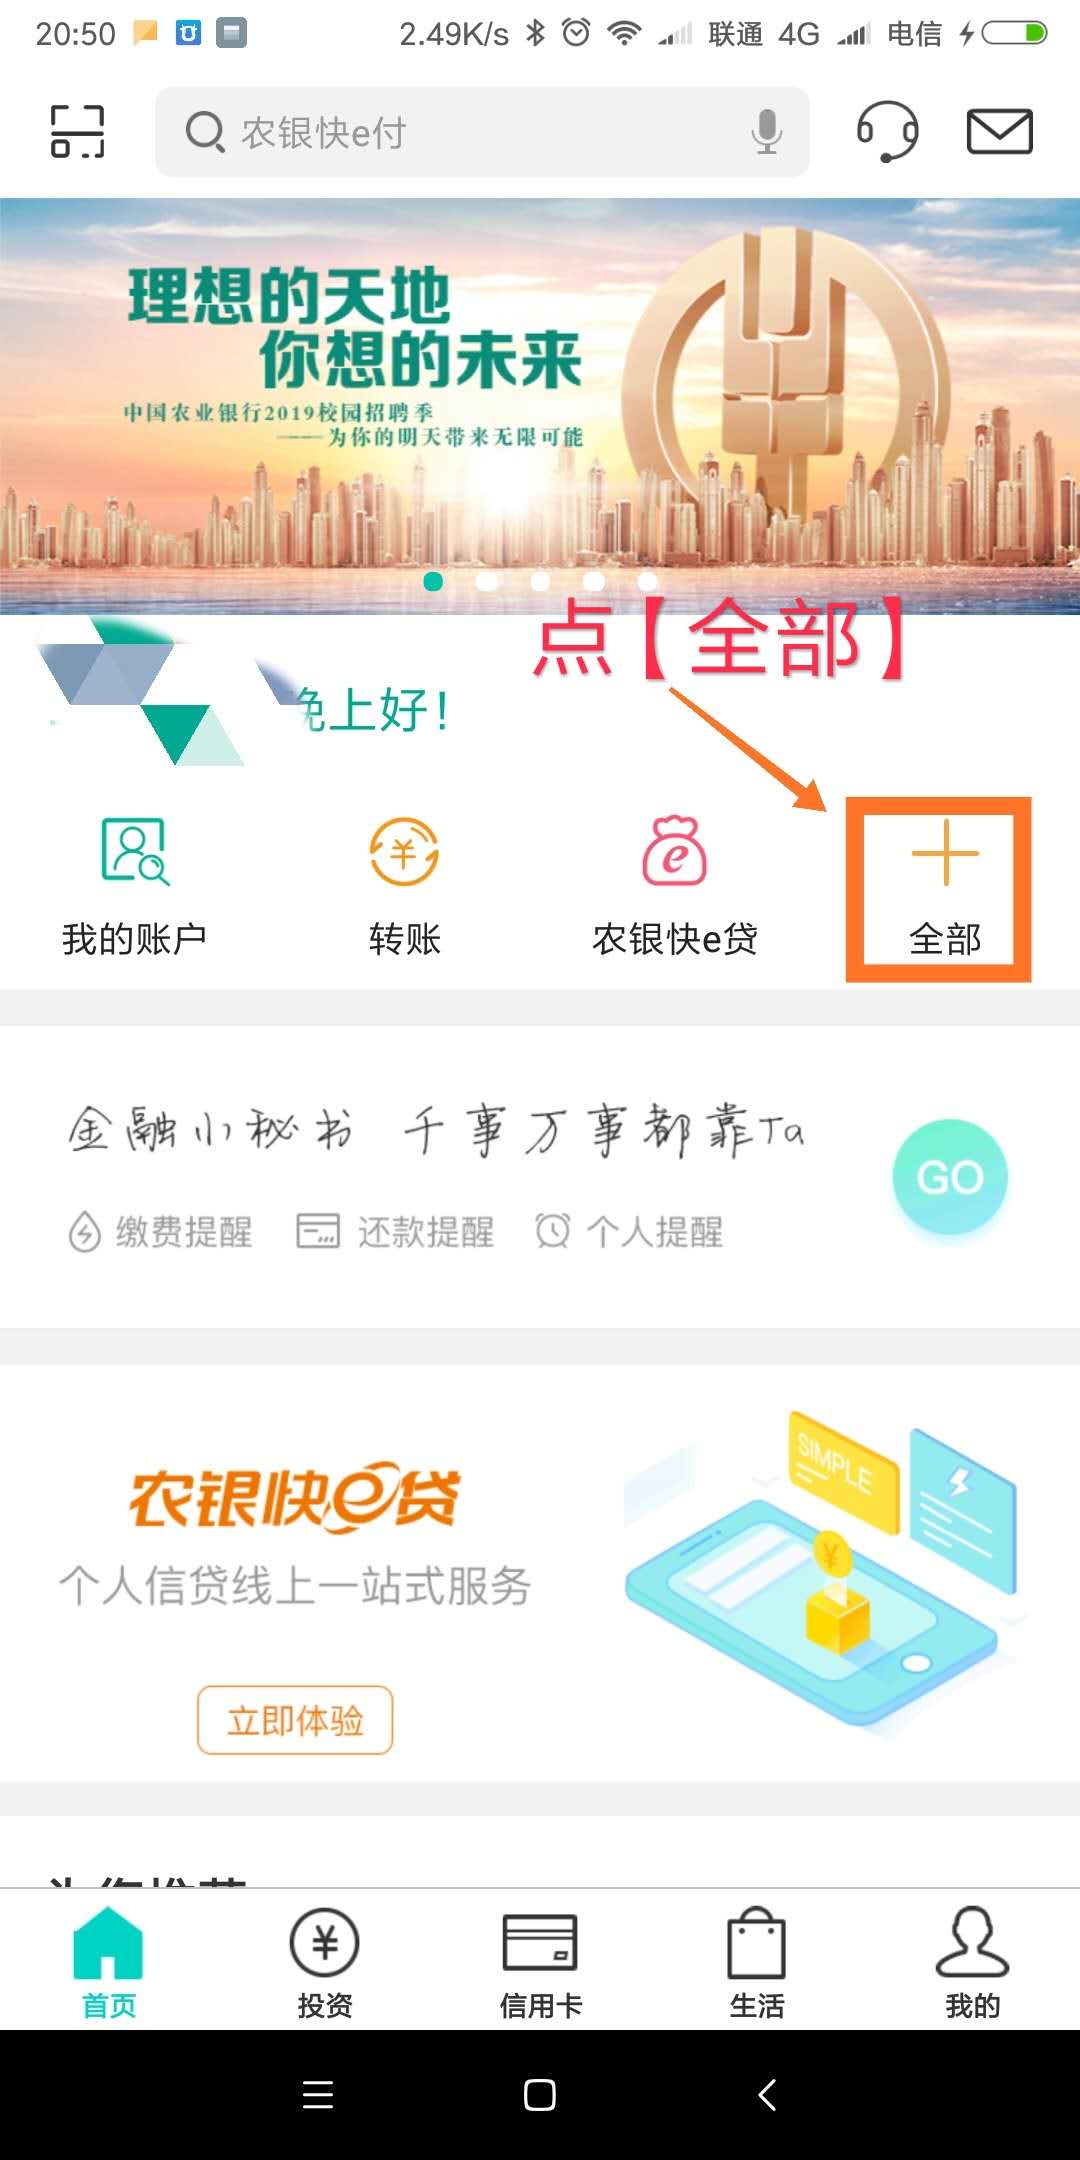 20:50 2.49K/s 联通 4G 电信
农银快e付
理想的天地
你想的未来
中国农业银行2019校园招聘季
——为你的明天带来无限可能
点【全部】
晚上好！
我的账户 转账 农银快e贷 全部
金融小秘书 千事万事都靠Ta
GO
缴费提醒 还款提醒 个人提醒
SIMPLE
农银快e贷
个人信贷线上一站式服务
立即体验
首页 投资 信用卡 生活 我的